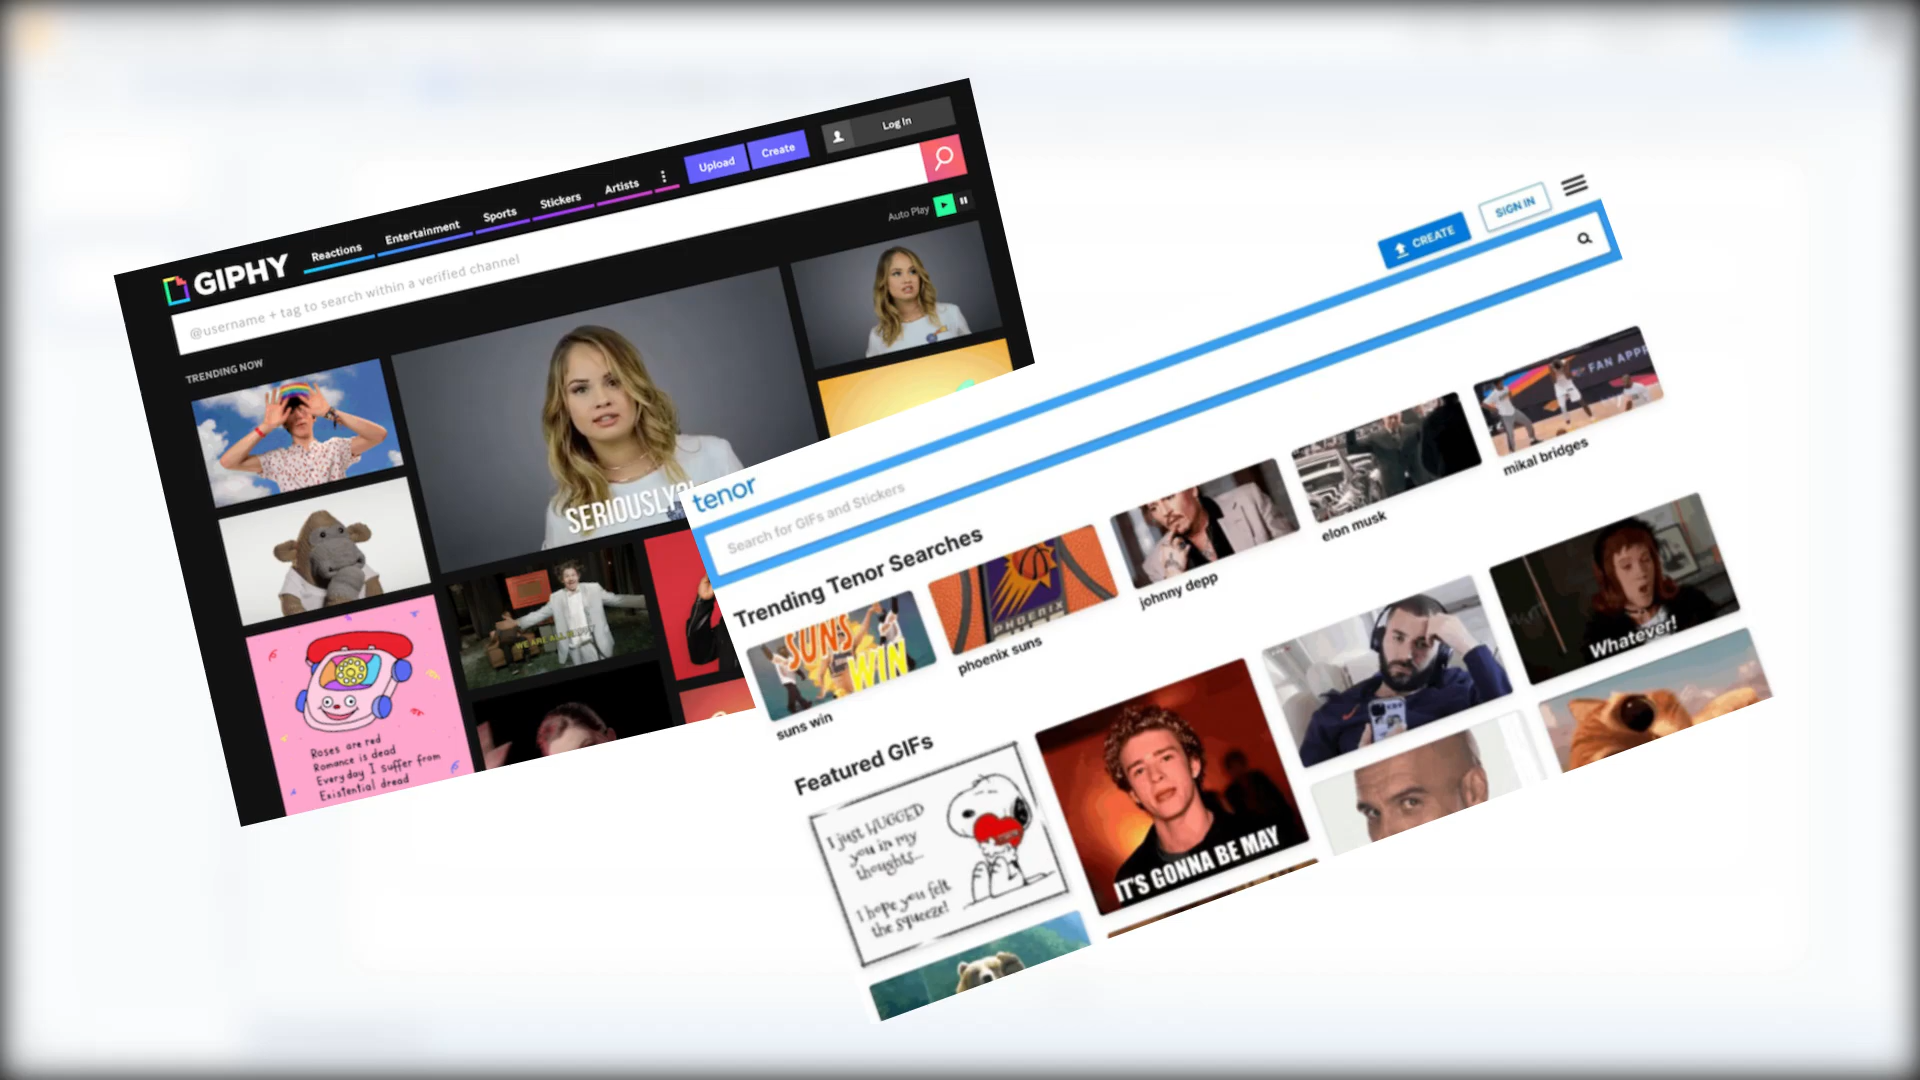 GIPHY
Reactions
Entertainment
Sports
Stickers
Artists
Upload
Create
Log In
@username + tag to search within a verified channel
Auto Play
TRENDING NOW
SERIOUSLY?!
WE ARE ALL
Roses are red
Romance is dead
Every day I suffer from
Existential dread
CREATE
SIGN IN
tenor
Search for GIFs and Stickers
Trending Tenor Searches
SUNS
WIN
suns win
PHOENIX
phoenix suns
johnny depp
elon musk
FAN APPR
mikal bridges
Featured GIFs
I just HUGGED
you in my
thoughts...
I hope you felt
the squeeze!
IT'S GONNA BE MAY
Whatever!